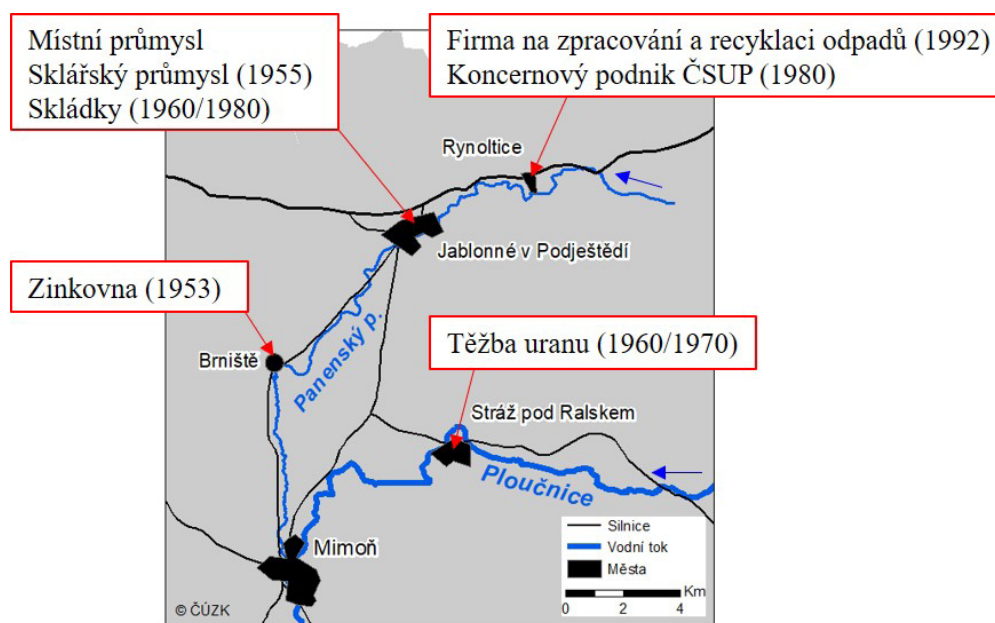 Místní průmysl
Sklářský průmysl (1955)
Skládky (1960/1980)
Firma na zpracování a recyklaci odpadů (1992)
Koncernový podnik ČSUP (1980)
Rynoltice
Jablonné v Podještědí
Zinkovna (1953)
Brniště
Panenský p.
Těžba uranu (1960/1970)
Stráž pod Ralskem
Ploučnice
Mimoň
Silnice
Vodní tok
Města
Km
0 2 4
© ČÚZK